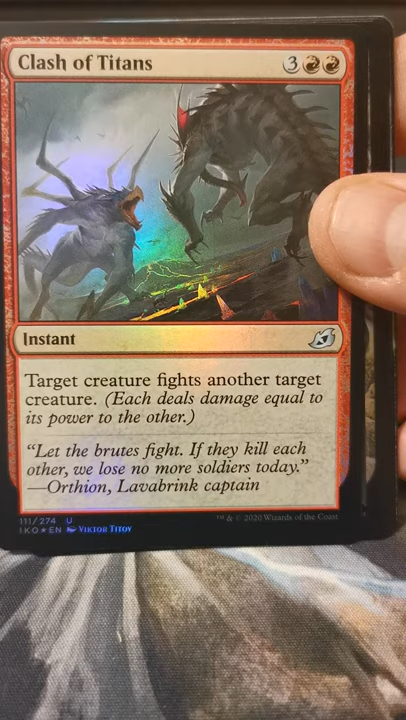 Clash of Titans 3
Instant
Target creature fights another target
creature. (Each deals damage equal to
its power to the other.)
“Let the brutes fight. If they kill each
other, we lose no more soldiers today.”
—Orthion, Lavabrink captain
111/274 U
IKO★EN Viktor Titov
™ & © 2020 Wizards of the Coast